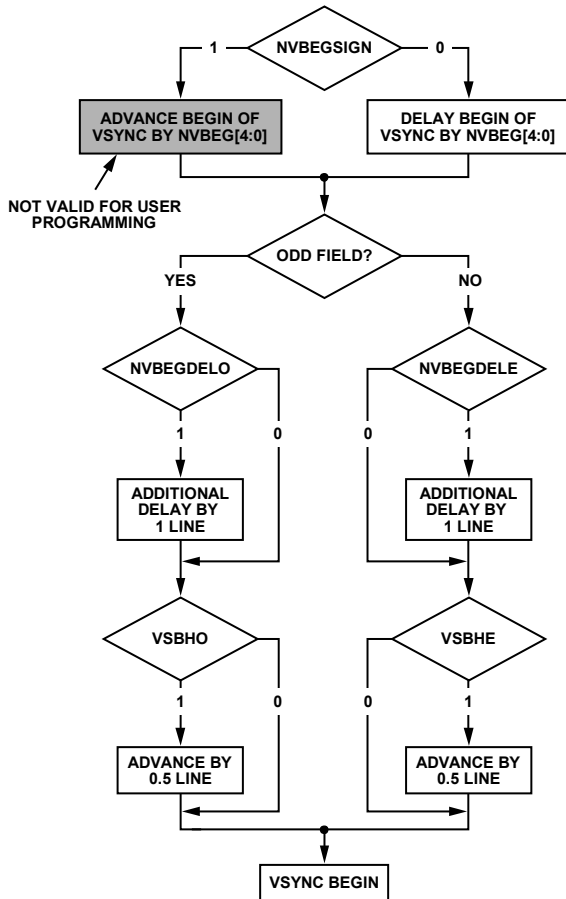 NVBEGSIGN
1
0
ADVANCE BEGIN OF
VSYNC BY NVBEG[4:0]
DELAY BEGIN OF
VSYNC BY NVBEG[4:0]
NOT VALID FOR USER
PROGRAMMING
ODD FIELD?
YES
NO
NVBEGDELO
NVBEGDELE
1
0
0
1
ADDITIONAL
DELAY BY
1 LINE
ADDITIONAL
DELAY BY
1 LINE
VSBHO
VSBHE
1
0
0
1
ADVANCE BY
0.5 LINE
ADVANCE BY
0.5 LINE
VSYNC BEGIN